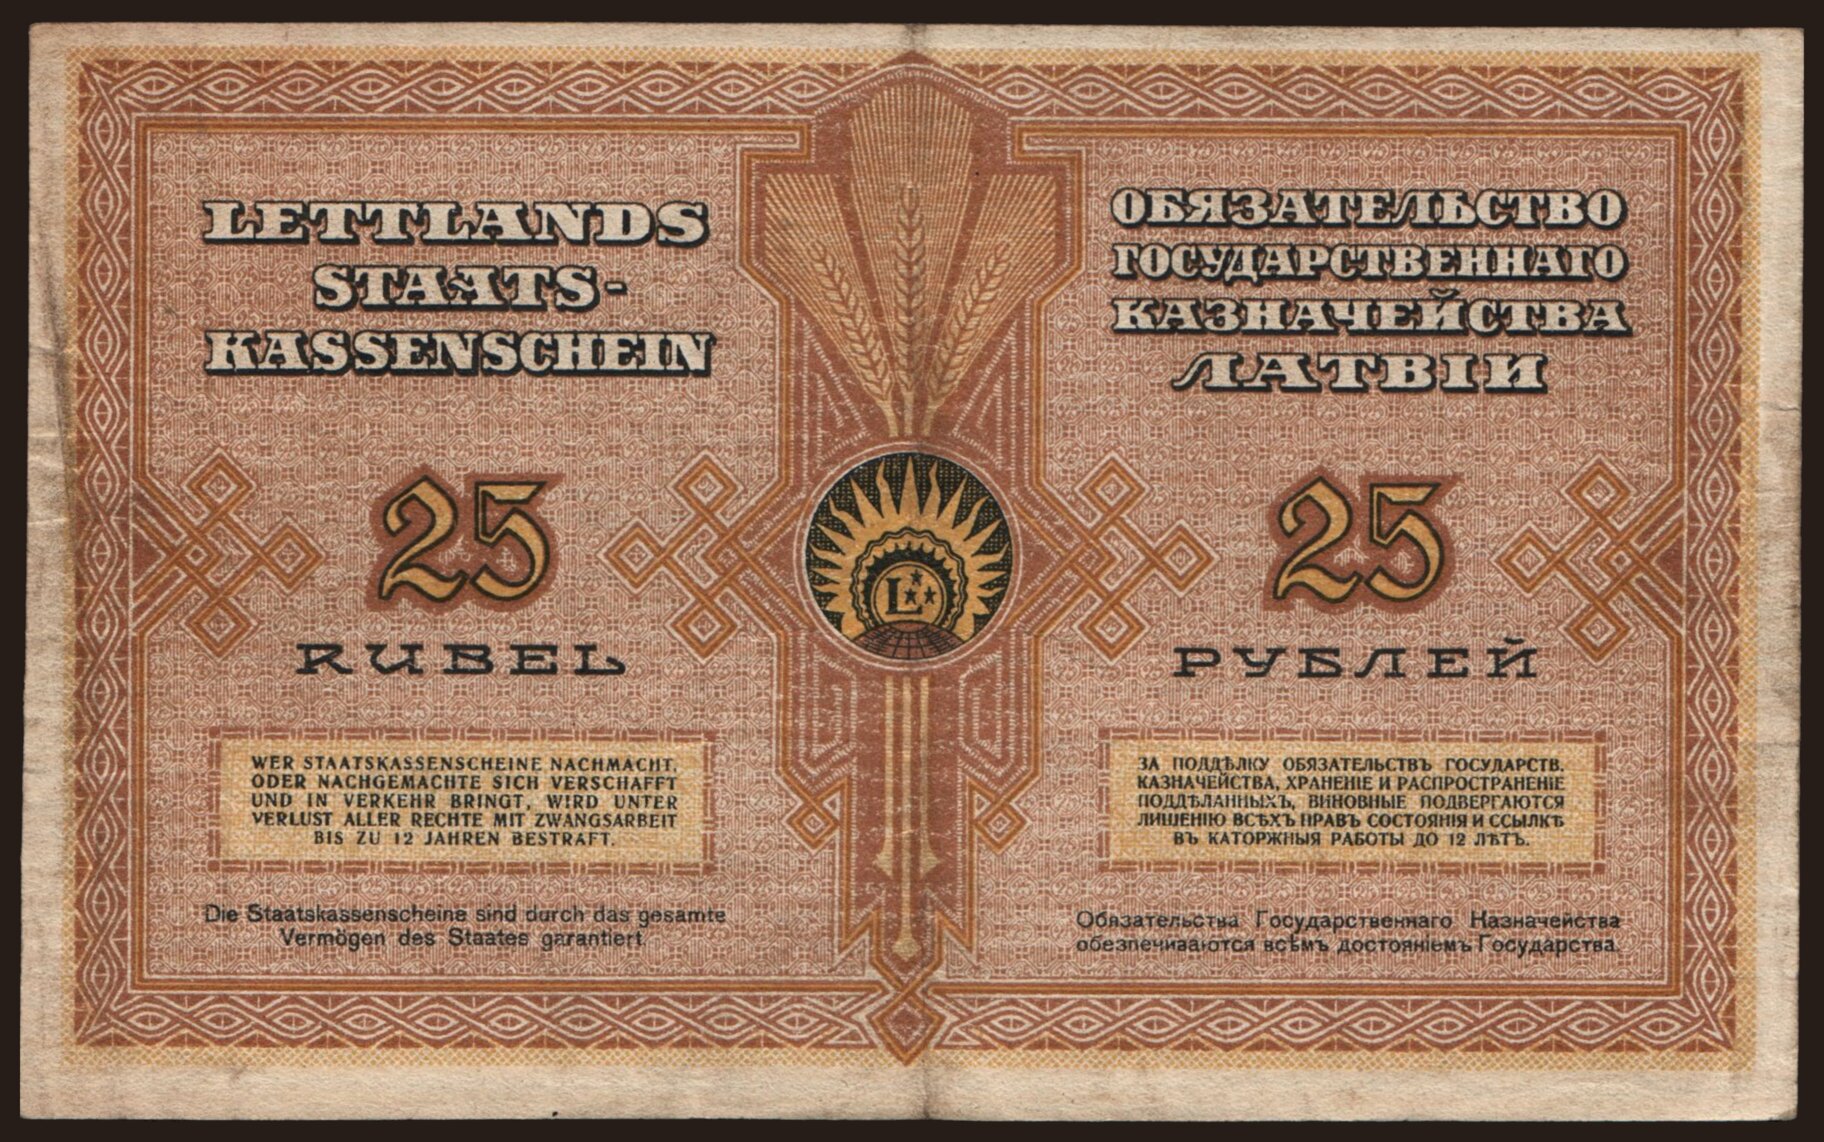 LETTLANDS
STAATS-
KASSENSCHEIN
25
RUBEL
WER STAATSKASSENSCHEINE NACHMACHT,
ODER NACHGEMACHTE SICH VERSCHAFFT
UND IN VERKEHR BRINGT, WIRD UNTER
VERLUST ALLER RECHTE MIT ZWANGSARBEIT
BIS ZU 12 JAHREN BESTRAFT.
Die Staatskassenscheine sind durch das gesamte
Vermögen des Staates garantiert.
L
ОБЯЗАТЕЛЬСТВО
ГОСУДАРСТВЕННАГО
КАЗНАЧЕЙСТВА
ЛАТВІИ
25
РУБЛЕЙ
ЗА ПОДДѢЛКУ ОБЯЗАТЕЛЬСТВЪ ГОСУДАРСТВ.
КАЗНАЧЕЙСТВА, ХРАНЕНІЕ И РАСПРОСТРАНЕНІЕ
ПОДДѢЛАННЫХЪ, ВИНОВНЫЕ ПОДВЕРГАЮТСЯ
ЛИШЕНІЮ ВСѢХЪ ПРАВЪ СОСТОЯНІЯ И ССЫЛКѢ
ВЪ КАТОРЖНЫЯ РАБОТЫ ДО 12 ЛѢТЪ.
Обязательства Государственнаго Казначейства
обезпечиваются всѣмъ достояніемъ Государства.